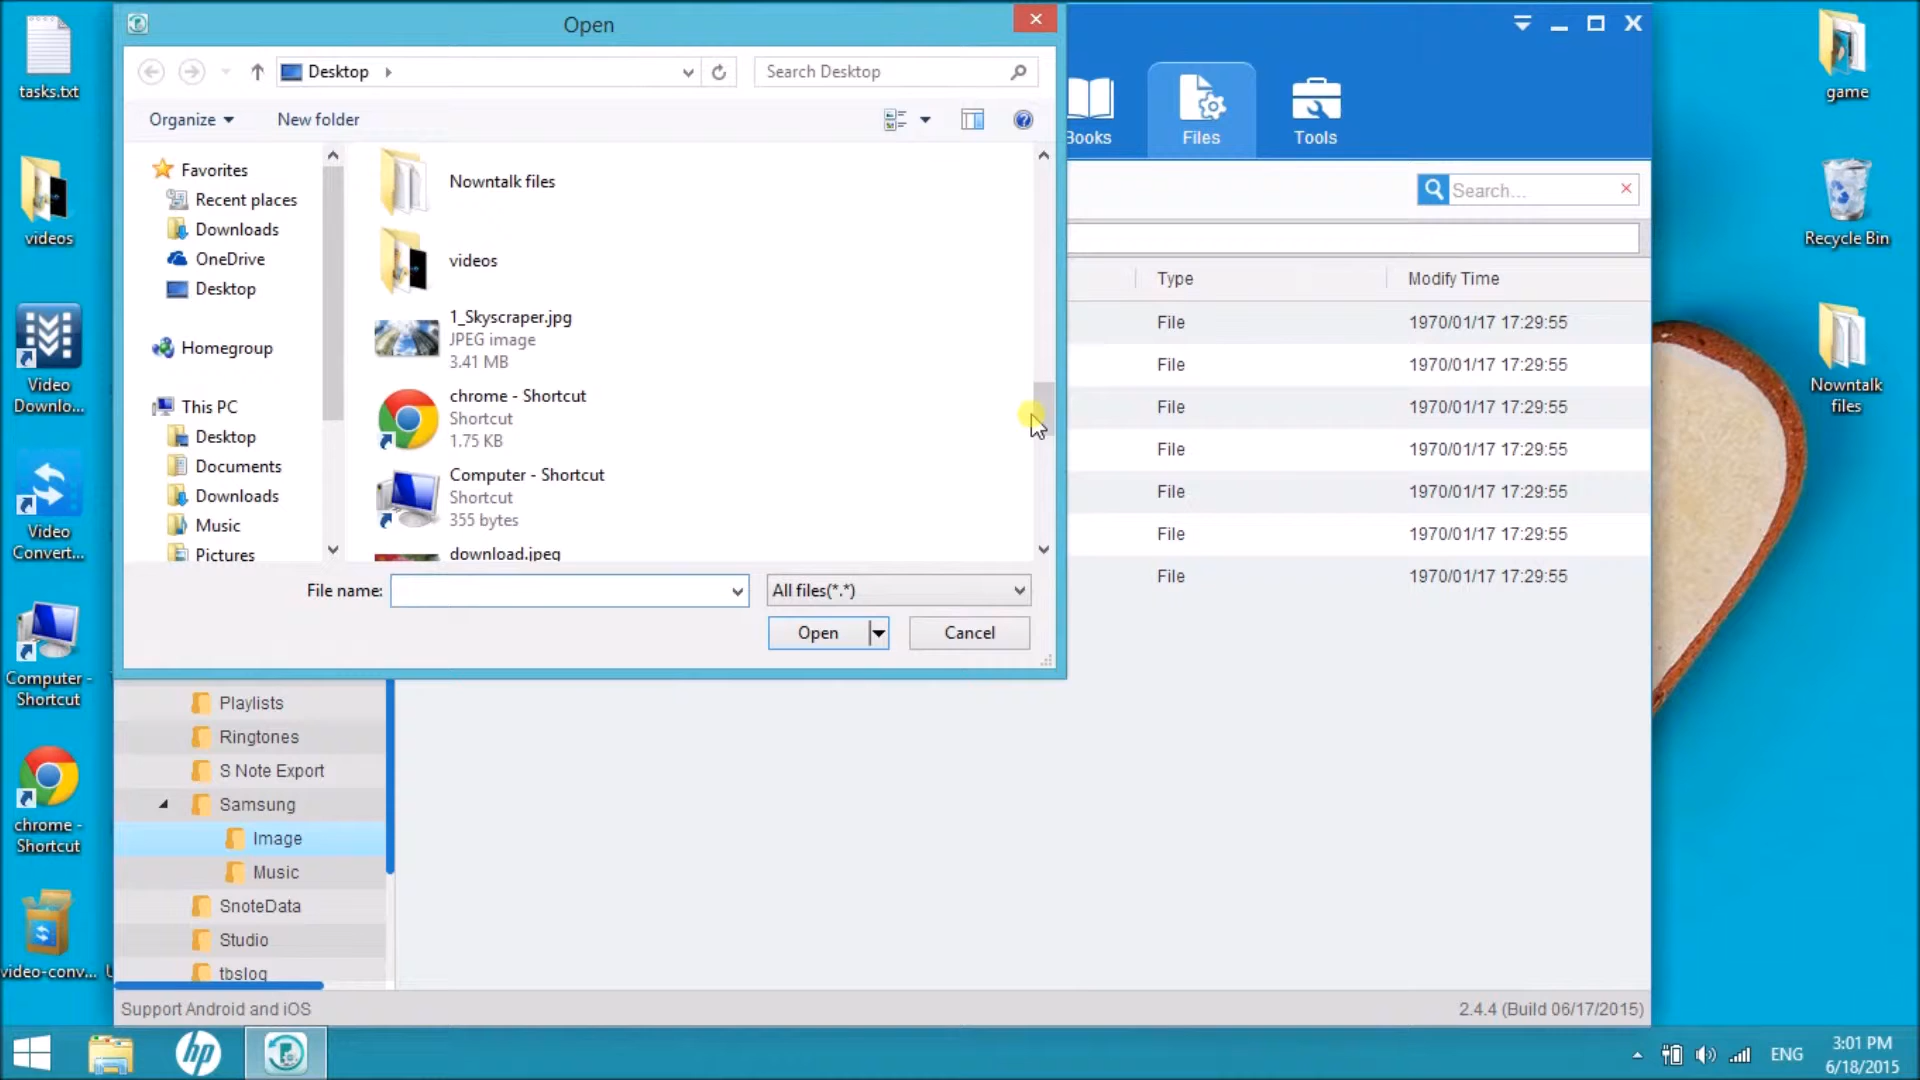 tasks.txt
videos
Video
Downlo...
Video
Convert...
Computer -
Shortcut
chrome -
Shortcut
video-conv...
Open
Desktop
Search Desktop
Organize
New folder
Favorites
Recent places
Downloads
OneDrive
Desktop
Homegroup
This PC
Desktop
Documents
Downloads
Music
Pictures
Nowntalk files
videos
1_Skyscraper.jpg
JPEG image
3.41 MB
chrome - Shortcut
Shortcut
1.75 KB
Computer - Shortcut
Shortcut
355 bytes
download.jpeg
File name:
All files(*.*)
Open
Cancel
Books
Files
Tools
Search...
Type
Modify Time
File 1970/01/17 17:29:55
File 1970/01/17 17:29:55
File 1970/01/17 17:29:55
File 1970/01/17 17:29:55
File 1970/01/17 17:29:55
File 1970/01/17 17:29:55
File 1970/01/17 17:29:55
Playlists
Ringtones
S Note Export
Samsung
Image
Music
SnoteData
Studio
tbslog
Support Android and iOS
2.4.4 (Build 06/17/2015)
game
Recycle Bin
Nowntalk
files
hp
ENG
3:01 PM
6/18/2015